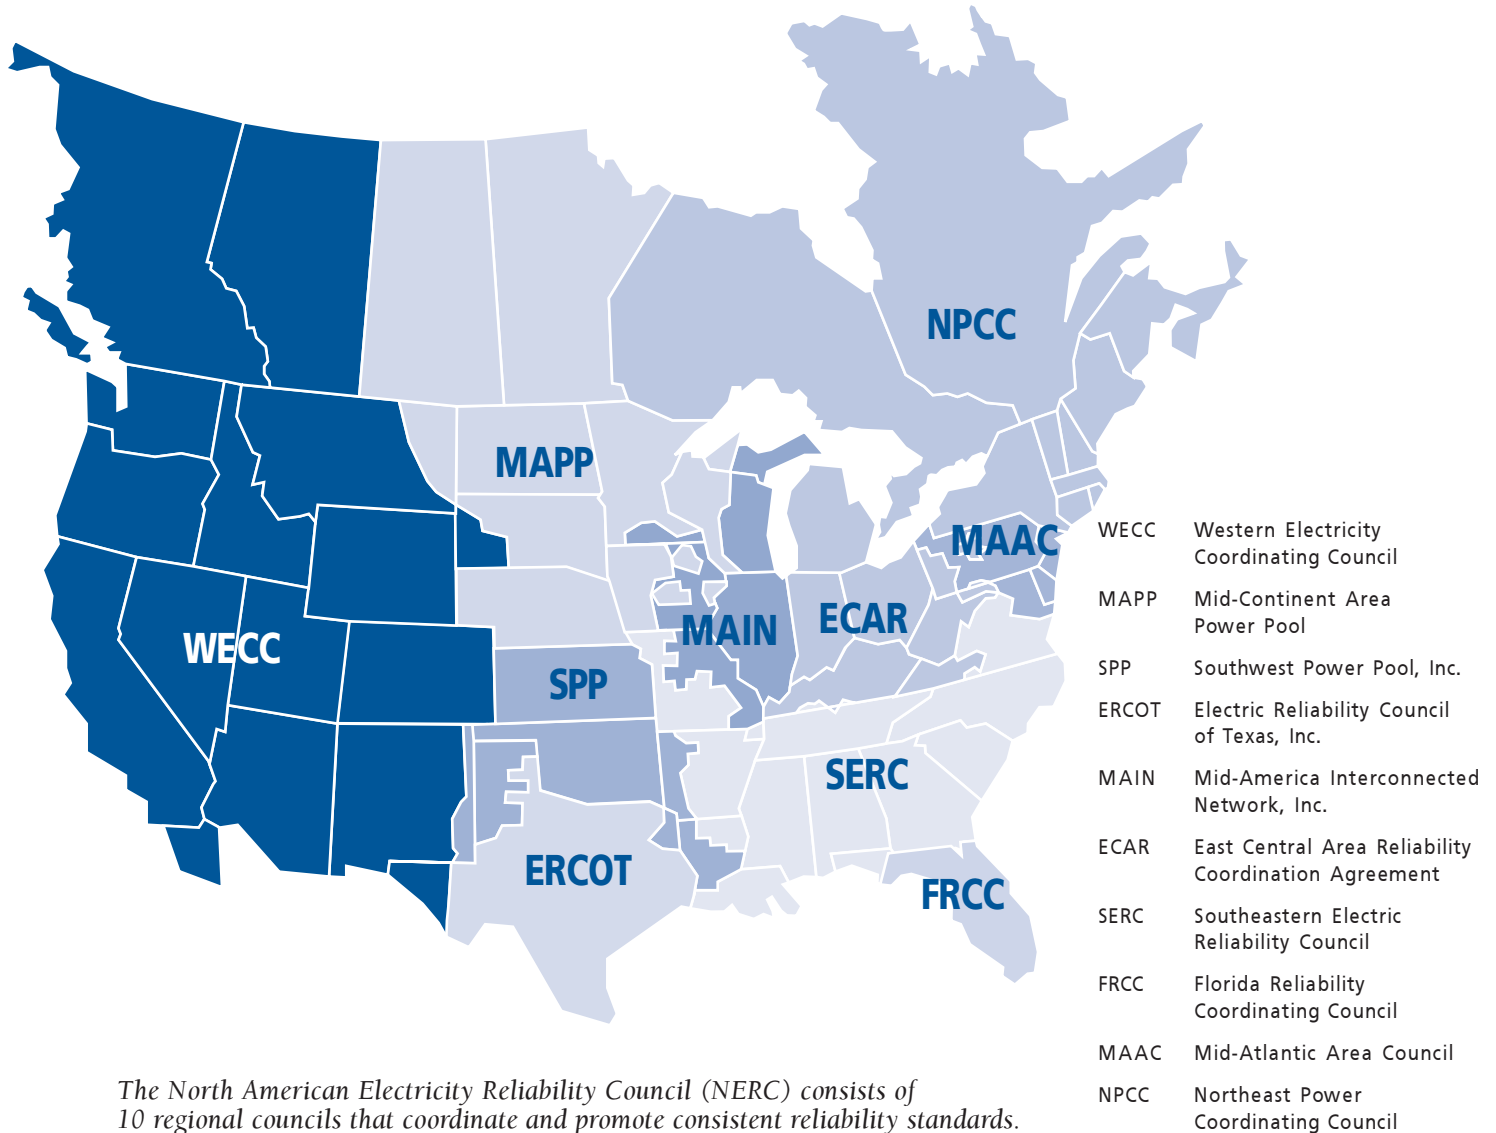 NPCC
MAPP
MAAC
WECC
MAIN
ECAR
SPP
SERC
ERCOT
FRCC
WECC Western Electricity
Coordinating Council
MAPP Mid-Continent Area
Power Pool
SPP Southwest Power Pool, Inc.
ERCOT Electric Reliability Council
of Texas, Inc.
MAIN Mid-America Interconnected
Network, Inc.
ECAR East Central Area Reliability
Coordination Agreement
SERC Southeastern Electric
Reliability Council
FRCC Florida Reliability
Coordinating Council
MAAC Mid-Atlantic Area Council
NPCC Northeast Power
Coordinating Council
The North American Electricity Reliability Council (NERC) consists of
10 regional councils that coordinate and promote consistent reliability standards.